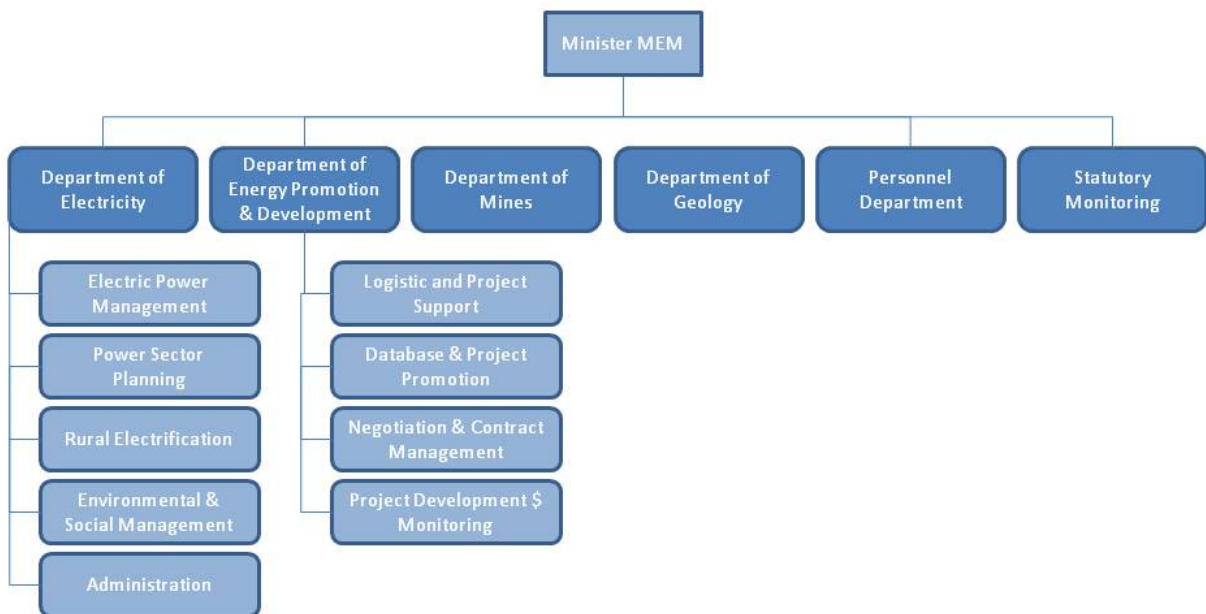 Minister MEM
Department of
Electricity
Department of
Energy Promotion
& Development
Department of
Mines
Department of
Geology
Personnel
Department
Statutory
Monitoring
Electric Power
Management
Power Sector
Planning
Rural Electrification
Environmental &
Social Management
Administration
Logistic and Project
Support
Database & Project
Promotion
Negotiation & Contract
Management
Project Development $
Monitoring